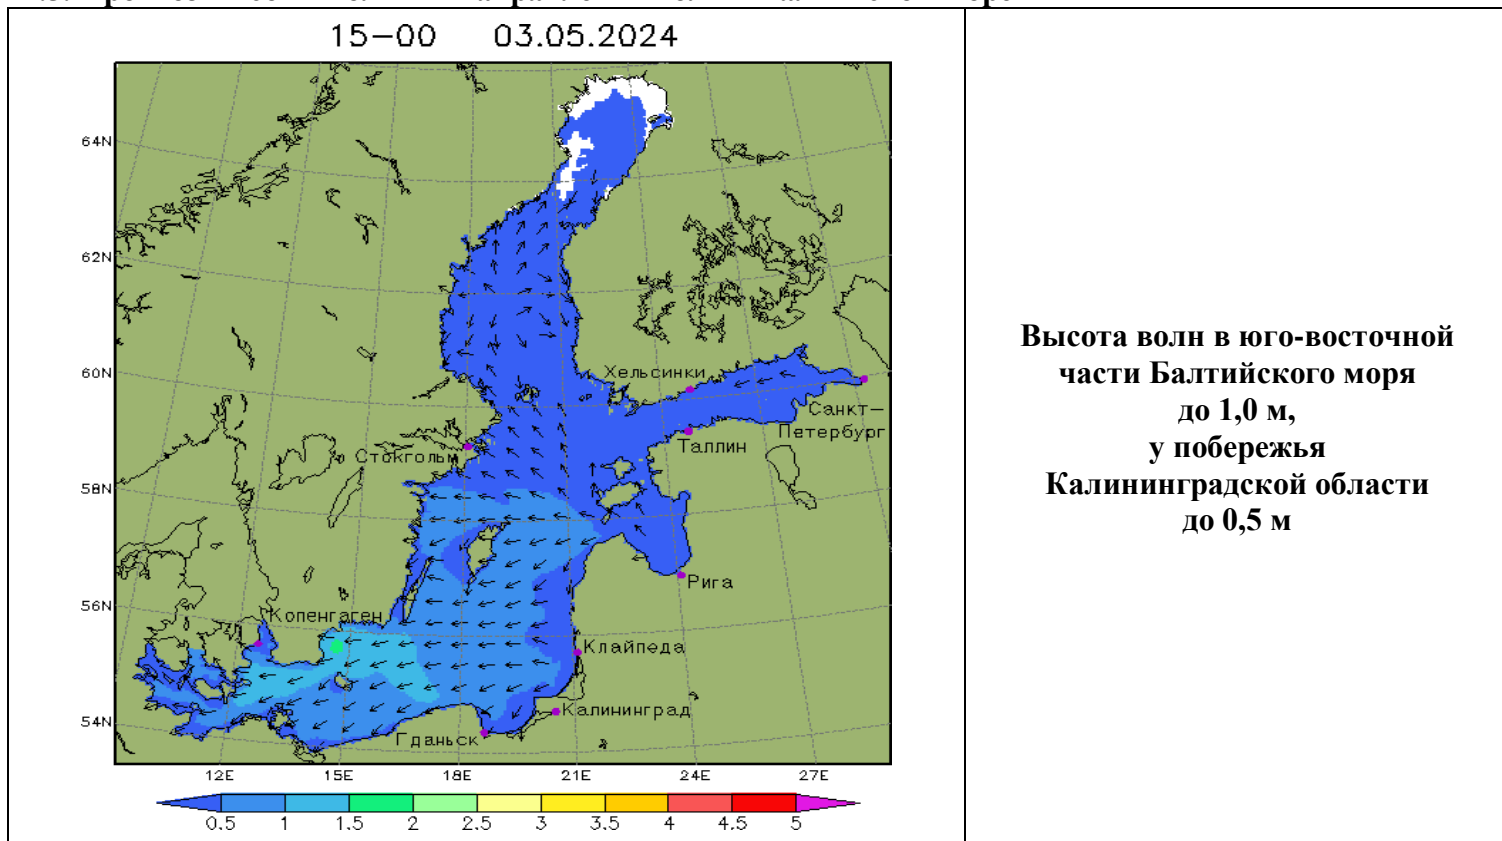 15-00 03.05.2024
64N
62N
60N
58N
56N
54N
Хельсинки
Санкт-
Петербург
Таллин
Стокгольм
Рига
Копенгаген
Клайпеда
Калининград
Гданьск
12E 15E 18E 21E 24E 27E
0.5 1 1.5 2 2.5 3 3.5 4 4.5 5
Высота волн в юго-восточной
части Балтийского моря
до 1,0 м,
у побережья
Калининградской области
до 0,5 м